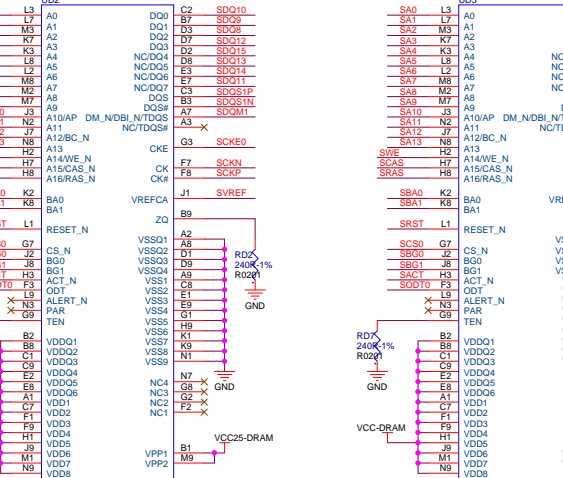 UD2
UD3
L3 A0 DQ0 C2 SDQ10
L7 A1 DQ1 B7 SDQ9
M3 A2 DQ2 D3 SDQ8
K7 A3 DQ3 D7 SDQ12
K3 A4 NC/DQ4 D2 SDQ15
L8 A5 NC/DQ5 D8 SDQ13
L2 A6 NC/DQ6 E3 SDQ14
M8 A7 NC/DQ7 E7 SDQ11
M2 A8 DQS C3 SDQS1P
M7 A9 DQS# B3 SDQS1N
J3 A10/AP DM_N/DBI_N/TDQS A7 SDQM1
N2 A11 NC/TDQS# A3
J7 A12/BC_N
N8 A13 CKE G3 SCKE0
H2 A14/WE_N
H7 A15/CAS_N CK F7 SCKN
H8 A16/RAS_N CK# F8 SCKP
K2 BA0 VREFCA J1 SVREF
K8 BA1
ZQ B9
L1 RESET_N
VSSQ1 A2
G7 CS_N VSSQ2 A8
J2 BG0 VSSQ3 D1
J8 BG1 VSSQ4 D9
H3 ACT_N VSS1 A9
F3 ODT VSS2 C8
L9 ALERT_N VSS3 E1
N3 PAR VSS4 E9
G9 TEN VSS5 G1
VSS6 H9
B2 VDDQ1 VSS7 K1
B8 VDDQ2 VSS8 K9
C1 VDDQ3 VSS9 N1
C9 VDDQ4
E2 VDDQ5 NC4 N7
E8 VDDQ6 NC3 G8
A1 VDD1 NC2 G2
C7 VDD2 NC1 F2
F1 VDD3
F9 VDD4
H1 VDD5
J9 VDD6 VPP1 B1
M1 VDD7 VPP2 M9
N9 VDD8
RD2
240R-1%
R0201
GND
GND
VCC25-DRAM
SA0 L3 A0
SA1 L7 A1
SA2 M3 A2
SA3 K7 A3
SA4 K3 A4
SA5 L8 A5
SA6 L2 A6
SA7 M8 A7
SA8 M2 A8
SA9 M7 A9
SA10 J3 A10/AP DM_N/DBI
SA11 N2 A11
SA12 J7 A12/BC_N
SA13 N8 A13
SWE H2 A14/WE_N
SCAS H7 A15/CAS_N
SRAS H8 A16/RAS_N
SBA0 K2 BA0
SBA1 K8 BA1
SRST L1 RESET_N
SCS0 G7 CS_N
SBG0 J2 BG0
SBG1 J8 BG1
SACT H3 ACT_N
SODT0 F3 ODT
L9 ALERT_N
N3 PAR
G9 TEN
RD7
240R-1%
R0201
GND
B2 VDDQ1
B8 VDDQ2
C1 VDDQ3
C9 VDDQ4
E2 VDDQ5
E8 VDDQ6
A1 VDD1
C7 VDD2
F1 VDD3
F9 VDD4
H1 VDD5
J9 VDD6
M1 VDD7
N9 VDD8
VCC-DRAM